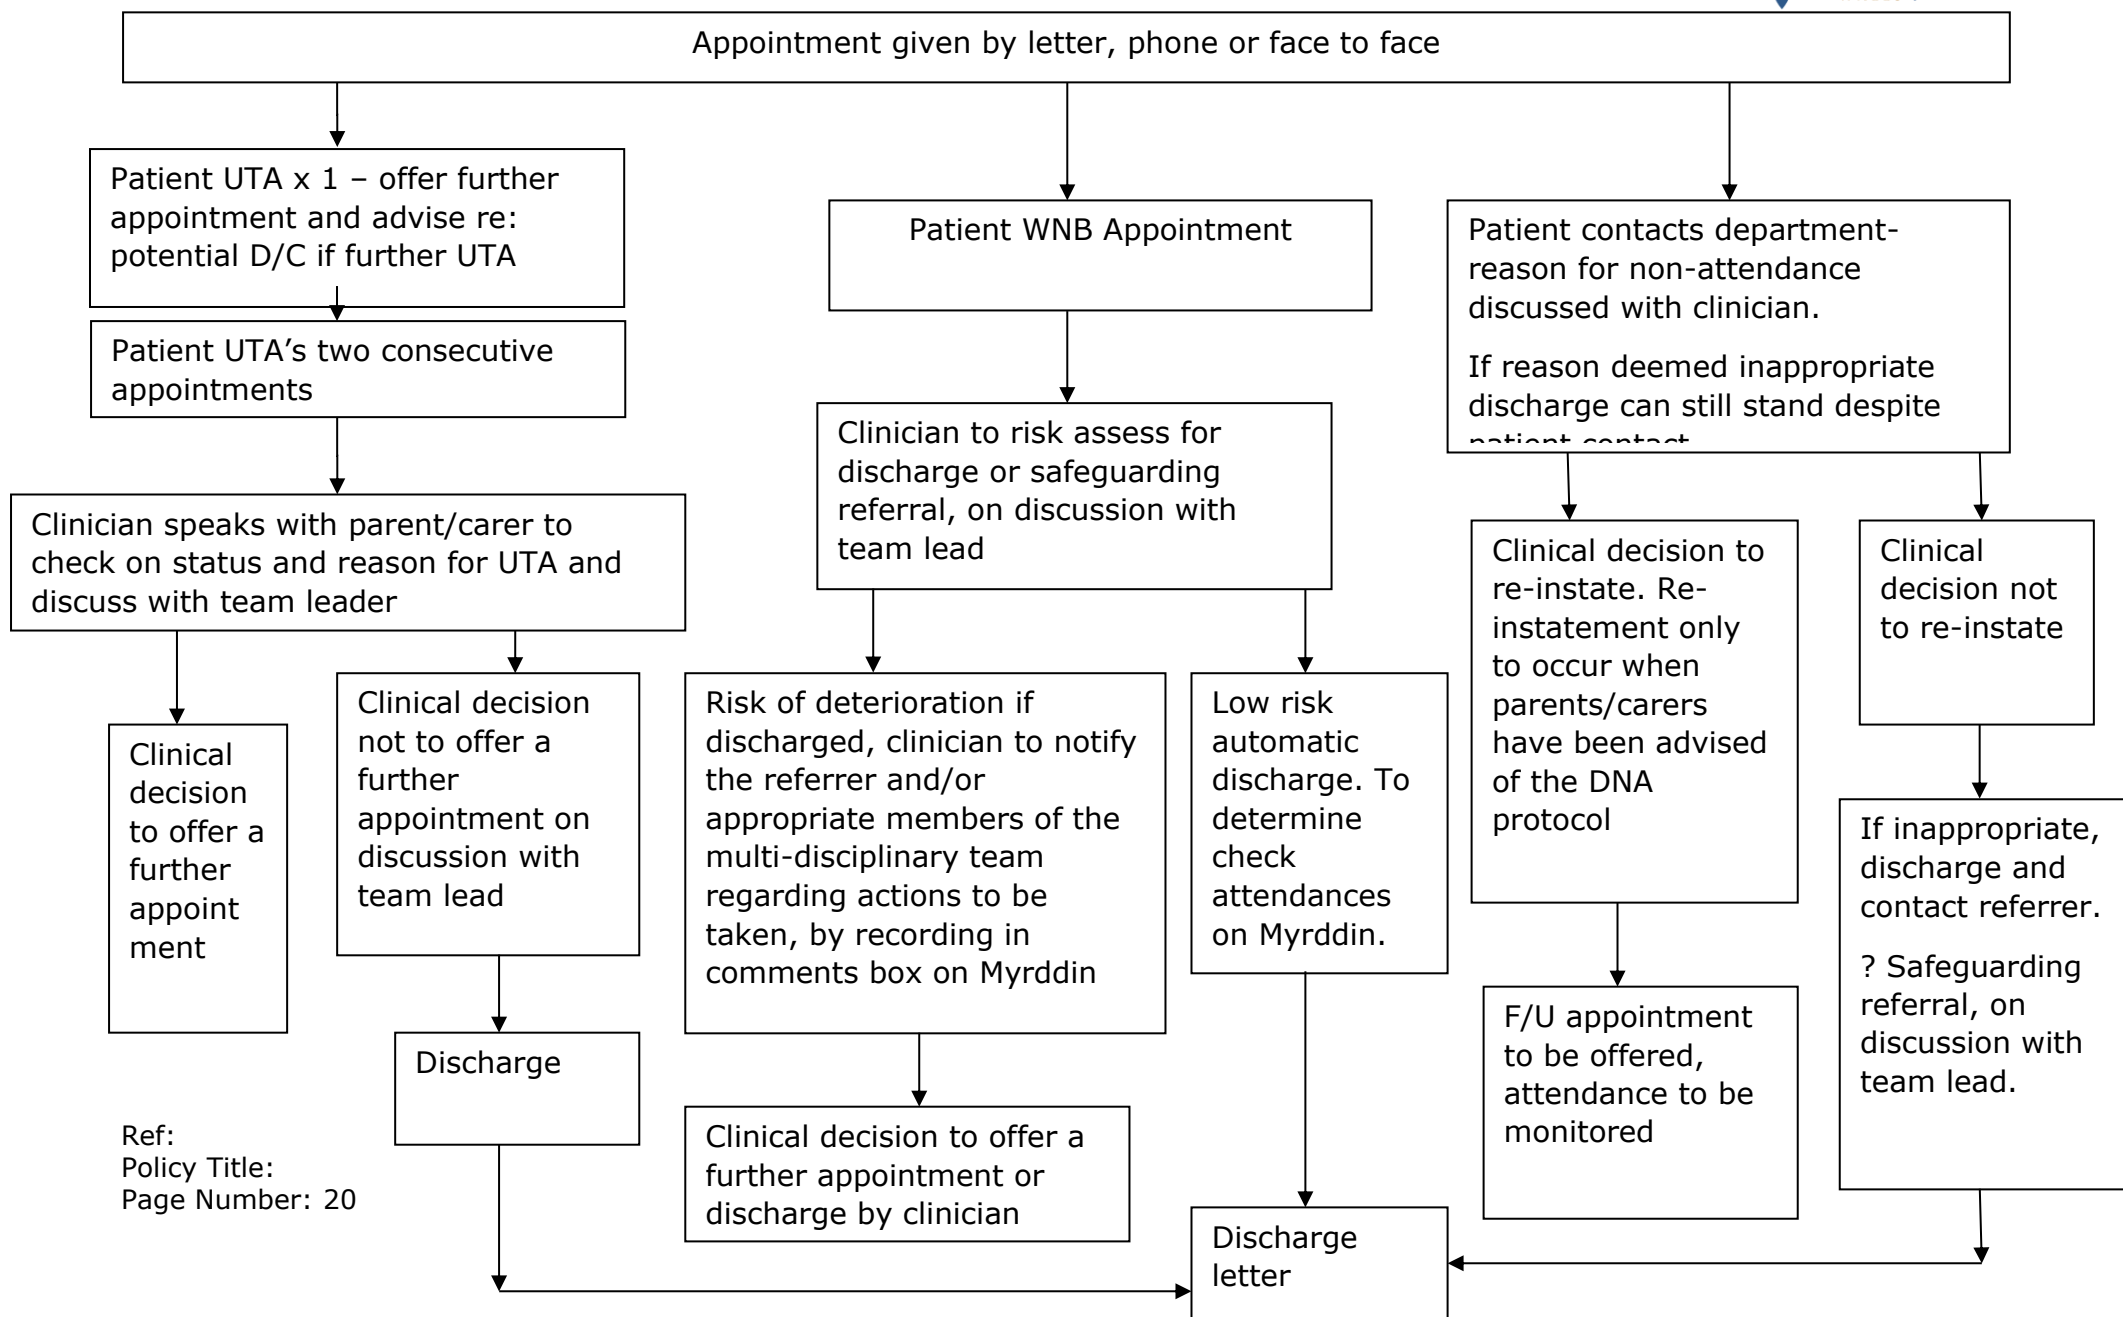 Appointment given by letter, phone or face to face
Patient UTA x 1 – offer further
appointment and advise re:
potential D/C if further UTA
Patient UTA’s two consecutive
appointments
Clinician speaks with parent/carer to
check on status and reason for UTA and
discuss with team leader
Clinical
decision
to offer a
further
appoint
ment
Clinical decision
not to offer a
further
appointment on
discussion with
team lead
Discharge
Patient WNB Appointment
Clinician to risk assess for
discharge or safeguarding
referral, on discussion with
team lead
Risk of deterioration if
discharged, clinician to notify
the referrer and/or
appropriate members of the
multi-disciplinary team
regarding actions to be
taken, by recording in
comments box on Myrddin
Clinical decision to offer a
further appointment or
discharge by clinician
Low risk
automatic
discharge. To
determine
check
attendances
on Myrddin.
Discharge
letter
Patient contacts department-
reason for non-attendance
discussed with clinician.
If reason deemed inappropriate
discharge can still stand despite
patient contact
Clinical decision to
re-instate. Re-
instatement only
to occur when
parents/carers
have been advised
of the DNA
protocol
F/U appointment
to be offered,
attendance to be
monitored
Clinical
decision not
to re-instate
If inappropriate,
discharge and
contact referrer.
? Safeguarding
referral, on
discussion with
team lead.
Ref:
Policy Title:
Page Number: 20